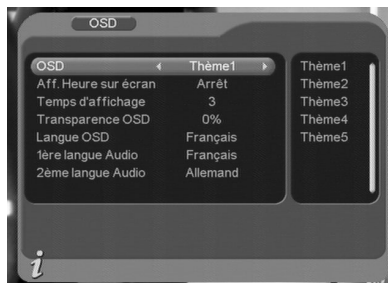 OSD
OSD Thème1
Aff. Heure sur écran Arrêt
Temps d'affichage 3
Transparence OSD 0%
Langue OSD Français
1ère langue Audio Français
2ème langue Audio Allemand
Thème1
Thème2
Thème3
Thème4
Thème5
i